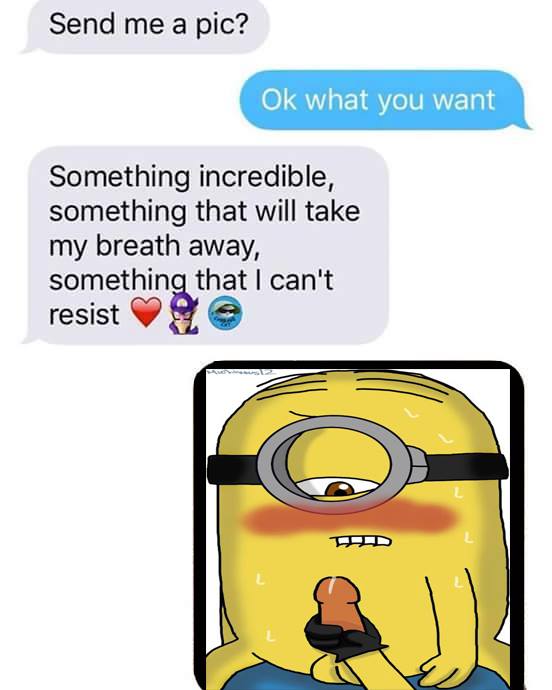 Send me a pic?
Ok what you want
Something incredible,
something that will take
my breath away,
something that I can't
resist